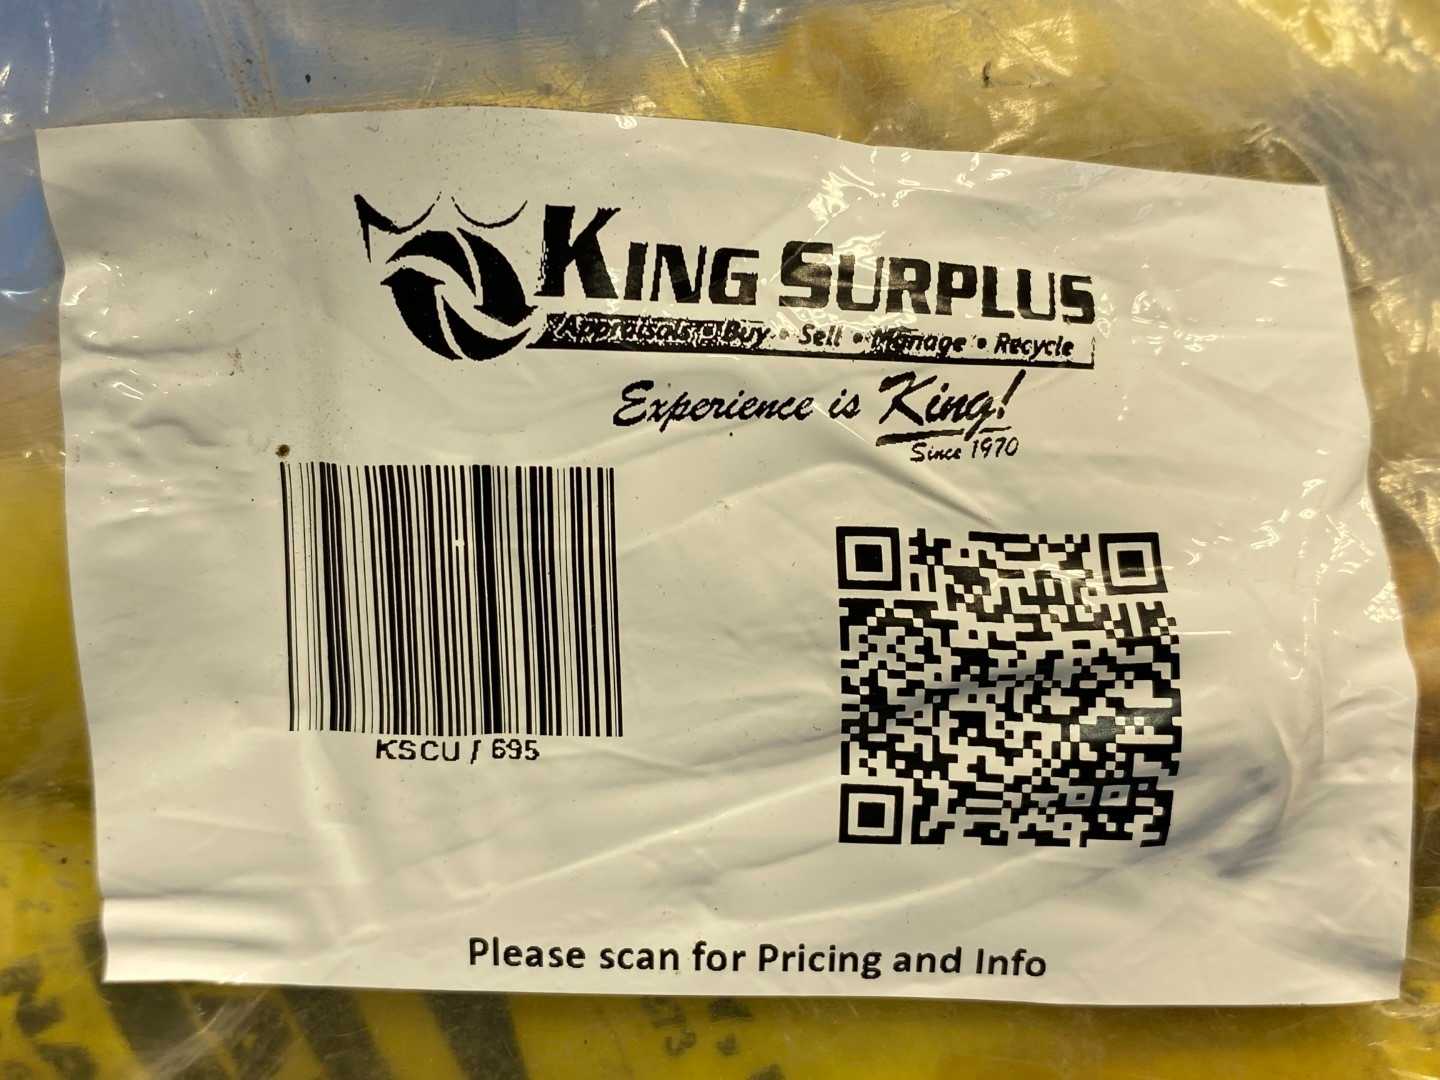 KING SURPLUS
Appraisals • Buy • Sell • Manage • Recycle
Experience is King!
Since 1970
KSCU / 695
Please scan for Pricing and Info